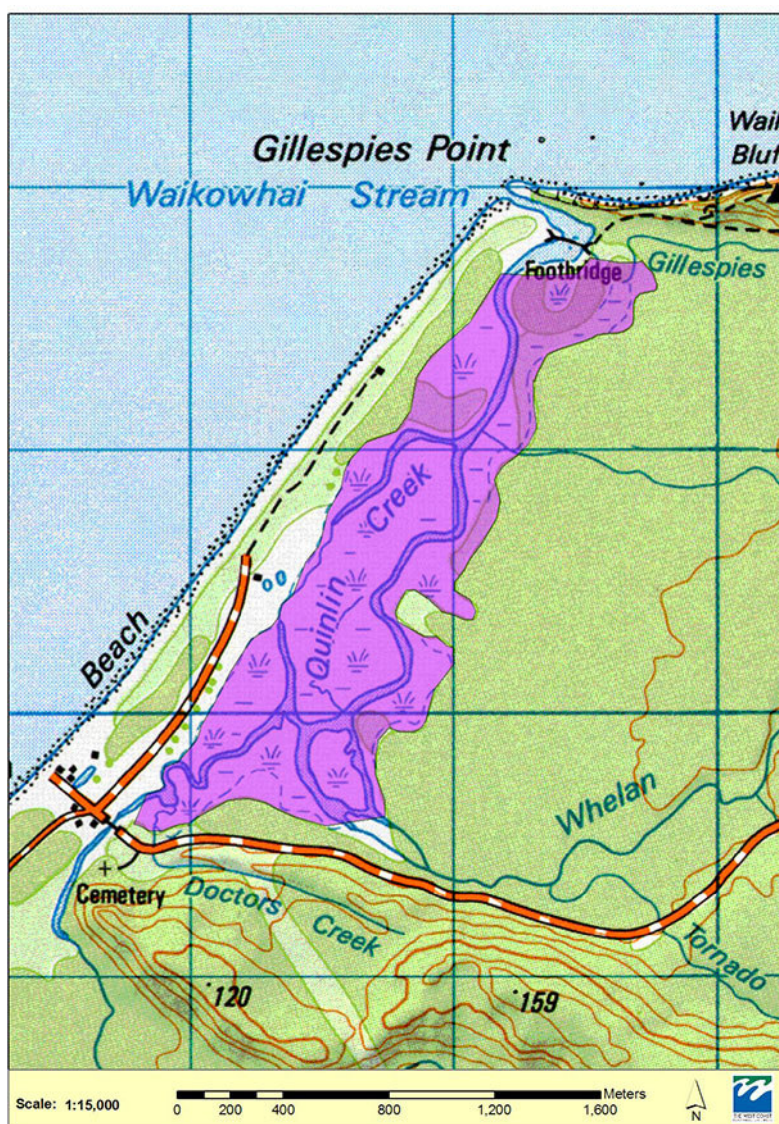 Gillespies Point
Wai
Bluf
Waikowhai Stream
Footbridge
Gillespies
Creek
Quinlin
Beach
Whelan
Cemetery
Doctors Creek
Tornado
120
159
Scale: 1:15,000
Meters
0 200 400 800 1,200 1,600
N